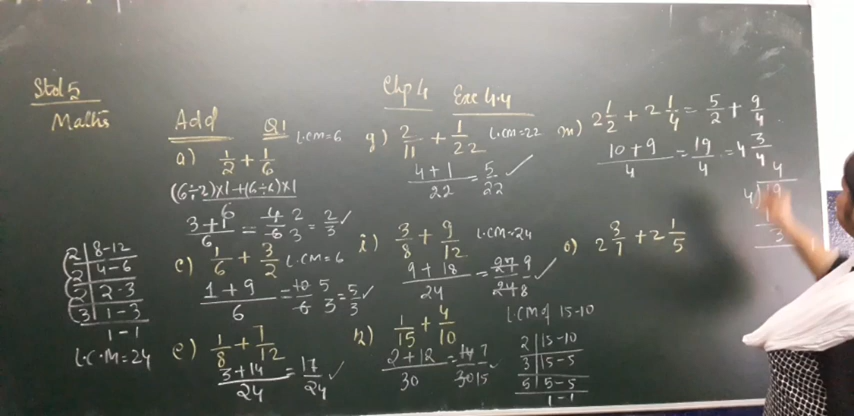 Std 5
Maths
2 | 8-12
2 | 4-6
2 | 2-3
3 | 1-3
1-1
L.C.M=24
Add Q1 L.CM=6
a) 1/2 + 1/6
(6÷2)×1+(6÷6)×1
6
3+1/6 = 4/6 2/3 = 2/3 ✓
c) 1/6 + 3/2 L.CM=6
1+9/6 = 10/6 5/3 = 5/3 ✓
e) 1/8 + 7/12
3+14/24 = 17/24 ✓
Chp 4 Exe 4.4
g) 2/11 + 1/22 L.CM=22
4+1/22 = 5/22 ✓
i) 3/8 + 9/12 L.CM=24
9+18/24 = 27/24 9/8 ✓
k) 1/15 + 4/10
2+12/30 = 14/30 7/15 ✓
L.CM of 15-10
2 | 15-10
3 | 15-5
5 | 5-5
1-1
m) 2 1/2 + 2 1/4 = 5/2 + 9/4
10+9/4 = 19/4 = 4 3/4
4
4) 19
3
o) 2 3/7 + 2 1/5